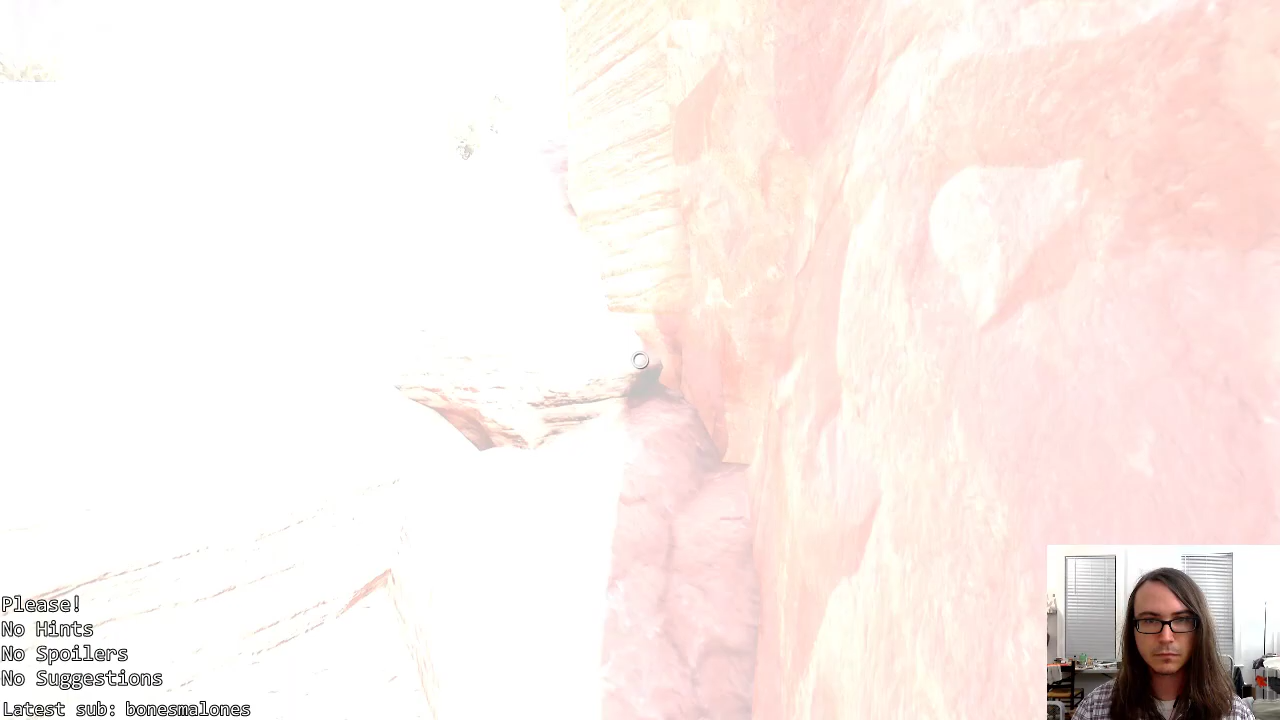 Please!
No Hints
No Spoilers
No Suggestions
Latest sub: bonesmalones